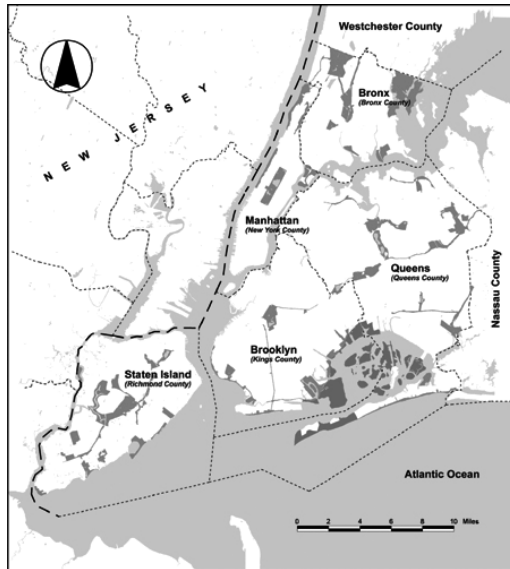 Westchester County
Bronx
(Bronx County)
NEW JERSEY
Manhattan
(New York County)
Queens
(Queens County)
Nassau County
Brooklyn
(Kings County)
Staten Island
(Richmond County)
Atlantic Ocean
0 2 4 6 8 10 Miles